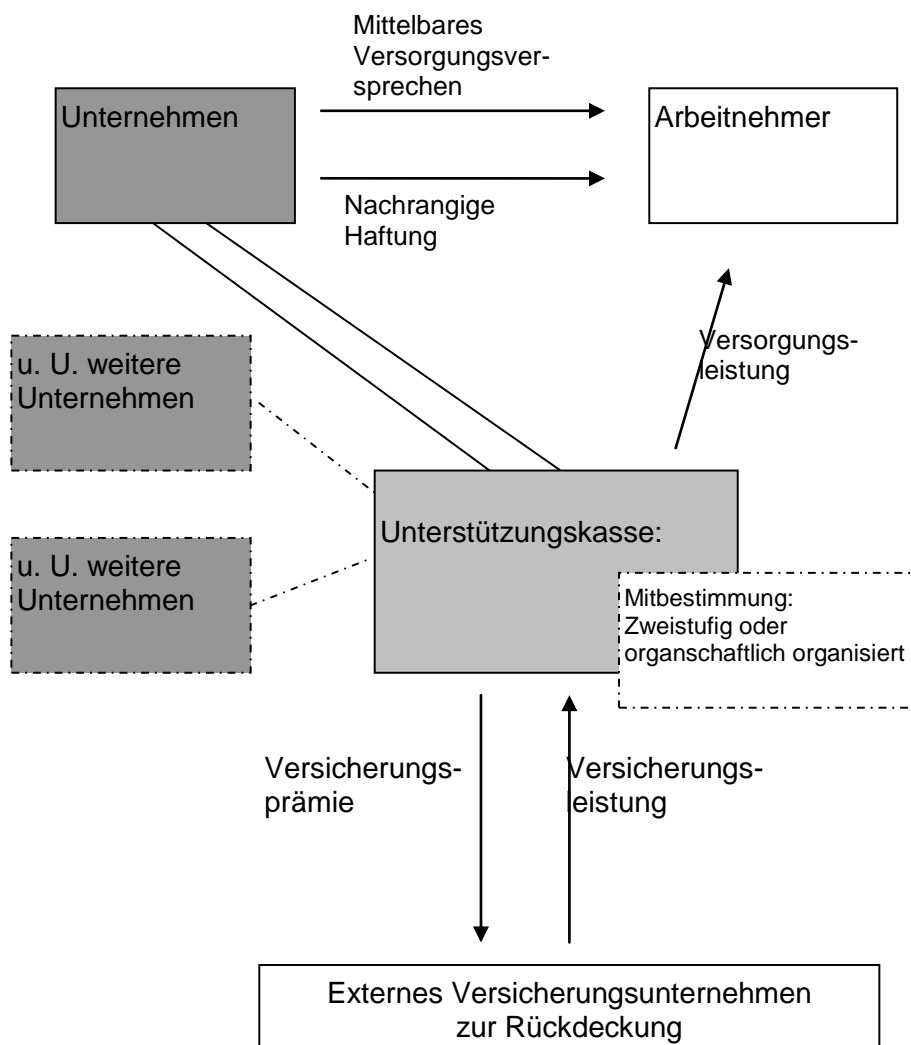 Mittelbares
Versorgungsver-
sprechen
Unternehmen
Arbeitnehmer
Nachrangige
Haftung
Versorgungs-
leistung
u. U. weitere
Unternehmen
Unterstützungskasse:
u. U. weitere
Unternehmen
Mitbestimmung:
Zweistufig oder
organschaftlich organisiert
Versicherungs-
prämie
Versicherungs-
leistung
Externes Versicherungsunternehmen
zur Rückdeckung